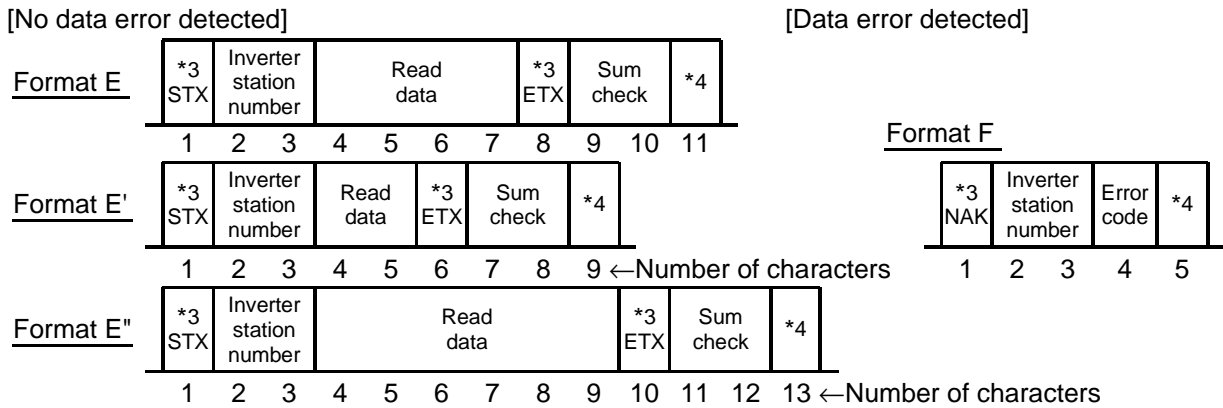 [No data error detected]
[Data error detected]
Format E
*3
STX
Inverter
station
number
Read
data
*3
ETX
Sum
check
*4
1 2 3 4 5 6 7 8 9 10 11
Format F
*3
NAK
Inverter
station
number
Error
code
*4
1 2 3 4 5
Format E'
*3
STX
Inverter
station
number
Read
data
*3
ETX
Sum
check
*4
1 2 3 4 5 6 7 8 9 ←Number of characters
Format E"
*3
STX
Inverter
station
number
Read
data
*3
ETX
Sum
check
*4
1 2 3 4 5 6 7 8 9 10 11 12 13 ←Number of characters